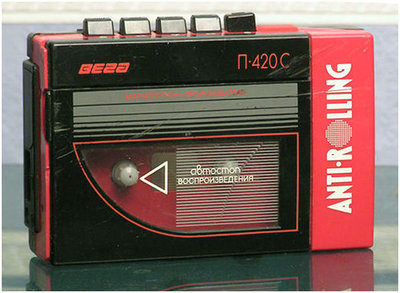 ВЕГА
П-420С
автостоп
ВОСПРОИЗВЕДЕНИЯ
ANTI-ROLLING